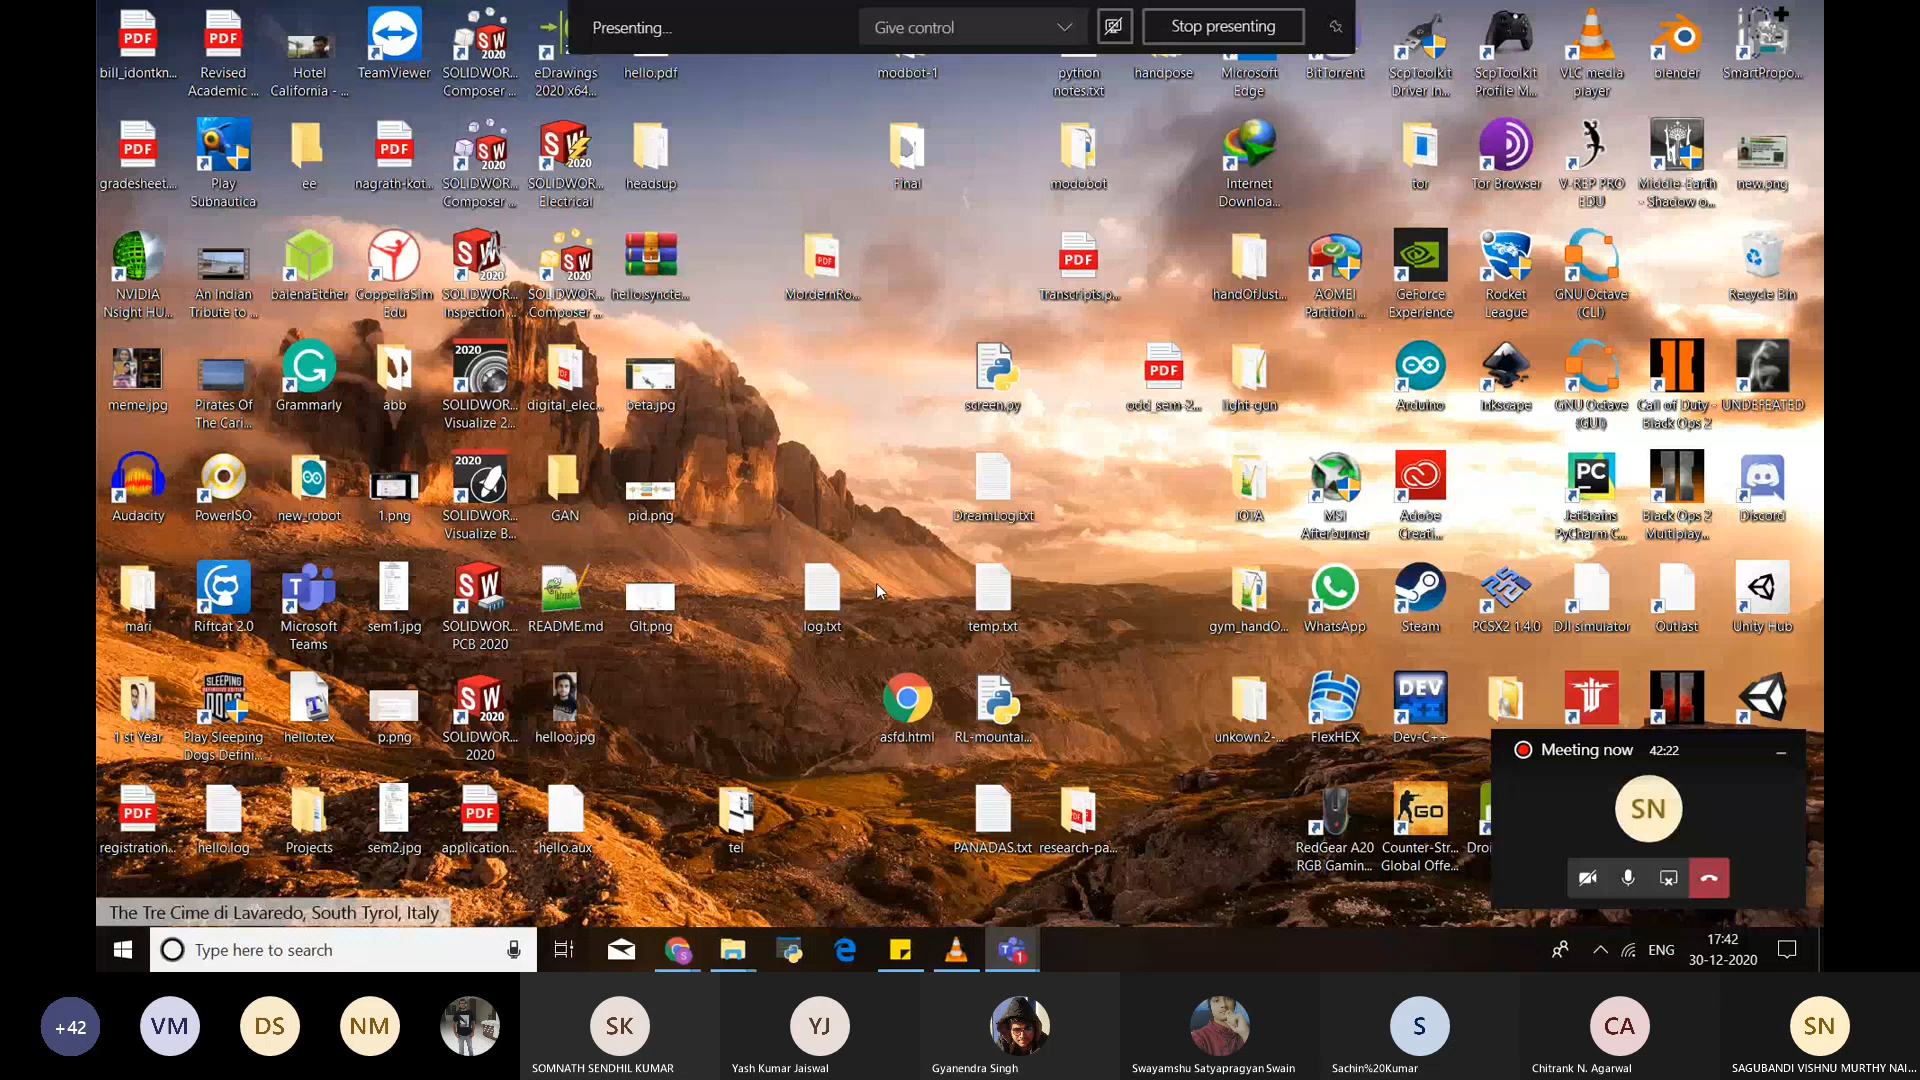 Presenting...
Give control
Stop presenting
bill_idontkn...
Revised
Academic ...
Hotel
California - ...
TeamViewer
SOLIDWOR...
Composer ...
eDrawings
2020 x64...
hello.pdf
modbot-1
python
notes.txt
handpose
Microsoft
Edge
BitTorrent
ScpToolkit
Driver In...
ScpToolkit
Profile M...
VLC media
player
blender
SmartPropo...
gradesheet....
Play
Subnautica
ee
nagrath-kot...
SOLIDWOR...
Composer ...
SOLIDWOR...
Electrical
headsup
Final
modobot
Internet
Downloa...
tor
Tor Browser
V-REP PRO
EDU
Middle-Earth
- Shadow o...
new.png
NVIDIA
Nsight HU...
An Indian
Tribute to ...
balenaEtcher
CoppeliaSim
Edu
SOLIDWOR...
Inspection...
SOLIDWOR...
Composer ...
hello.syncte...
MordernRo...
Transcripts.p...
handOfJust...
AOMEI
Partition ...
GeForce
Experience
Rocket
League
GNU Octave
(CLI)
Recycle Bin
meme.jpg
Pirates Of
The Cari...
Grammarly
abb
SOLIDWOR...
Visualize 2...
digital_elec...
beta.jpg
screen.py
odd_sem-2...
light-gun
Arduino
Inkscape
GNU Octave
(GUI)
Call of Duty -
Black Ops 2
UNDEFEATED
Audacity
PowerISO
new_robot
1.png
SOLIDWOR...
Visualize B...
GAN
pid.png
DreamLog.txt
IOTA
MSI
Afterburner
Adobe
Creati...
JetBrains
PyCharm C...
Black Ops 2
Multiplay...
Discord
mari
Riftcat 2.0
Microsoft
Teams
sem1.jpg
SOLIDWOR...
PCB 2020
README.md
GIt.png
log.txt
temp.txt
gym_handO...
WhatsApp
Steam
PCSX2 1.4.0
DJI simulator
Outlast
Unity Hub
1 st Year
Play Sleeping
Dogs Defini...
hello.tex
p.png
SOLIDWOR...
2020
helloo.jpg
asfd.html
RL-mountai...
unkown.2-...
FlexHEX
Dev-C++
Meeting now 42:22
SN
registration...
hello.log
Projects
sem2.jpg
application...
hello.aux
tel
PANADAS.txt
research-pa...
RedGear A20
RGB Gamin...
Counter-Str...
Global Offe...
Droi
The Tre Cime di Lavaredo, South Tyrol, Italy
Type here to search
ENG
17:42
30-12-2020
+42
VM
DS
NM
SK
YJ
S
CA
SN
SOMNATH SENDHIL KUMAR
Yash Kumar Jaiswal
Gyanendra Singh
Swayamshu Satyapragyan Swain
Sachin%20Kumar
Chitrank N. Agarwal
SAGUBANDI VISHNU MURTHY NAI...